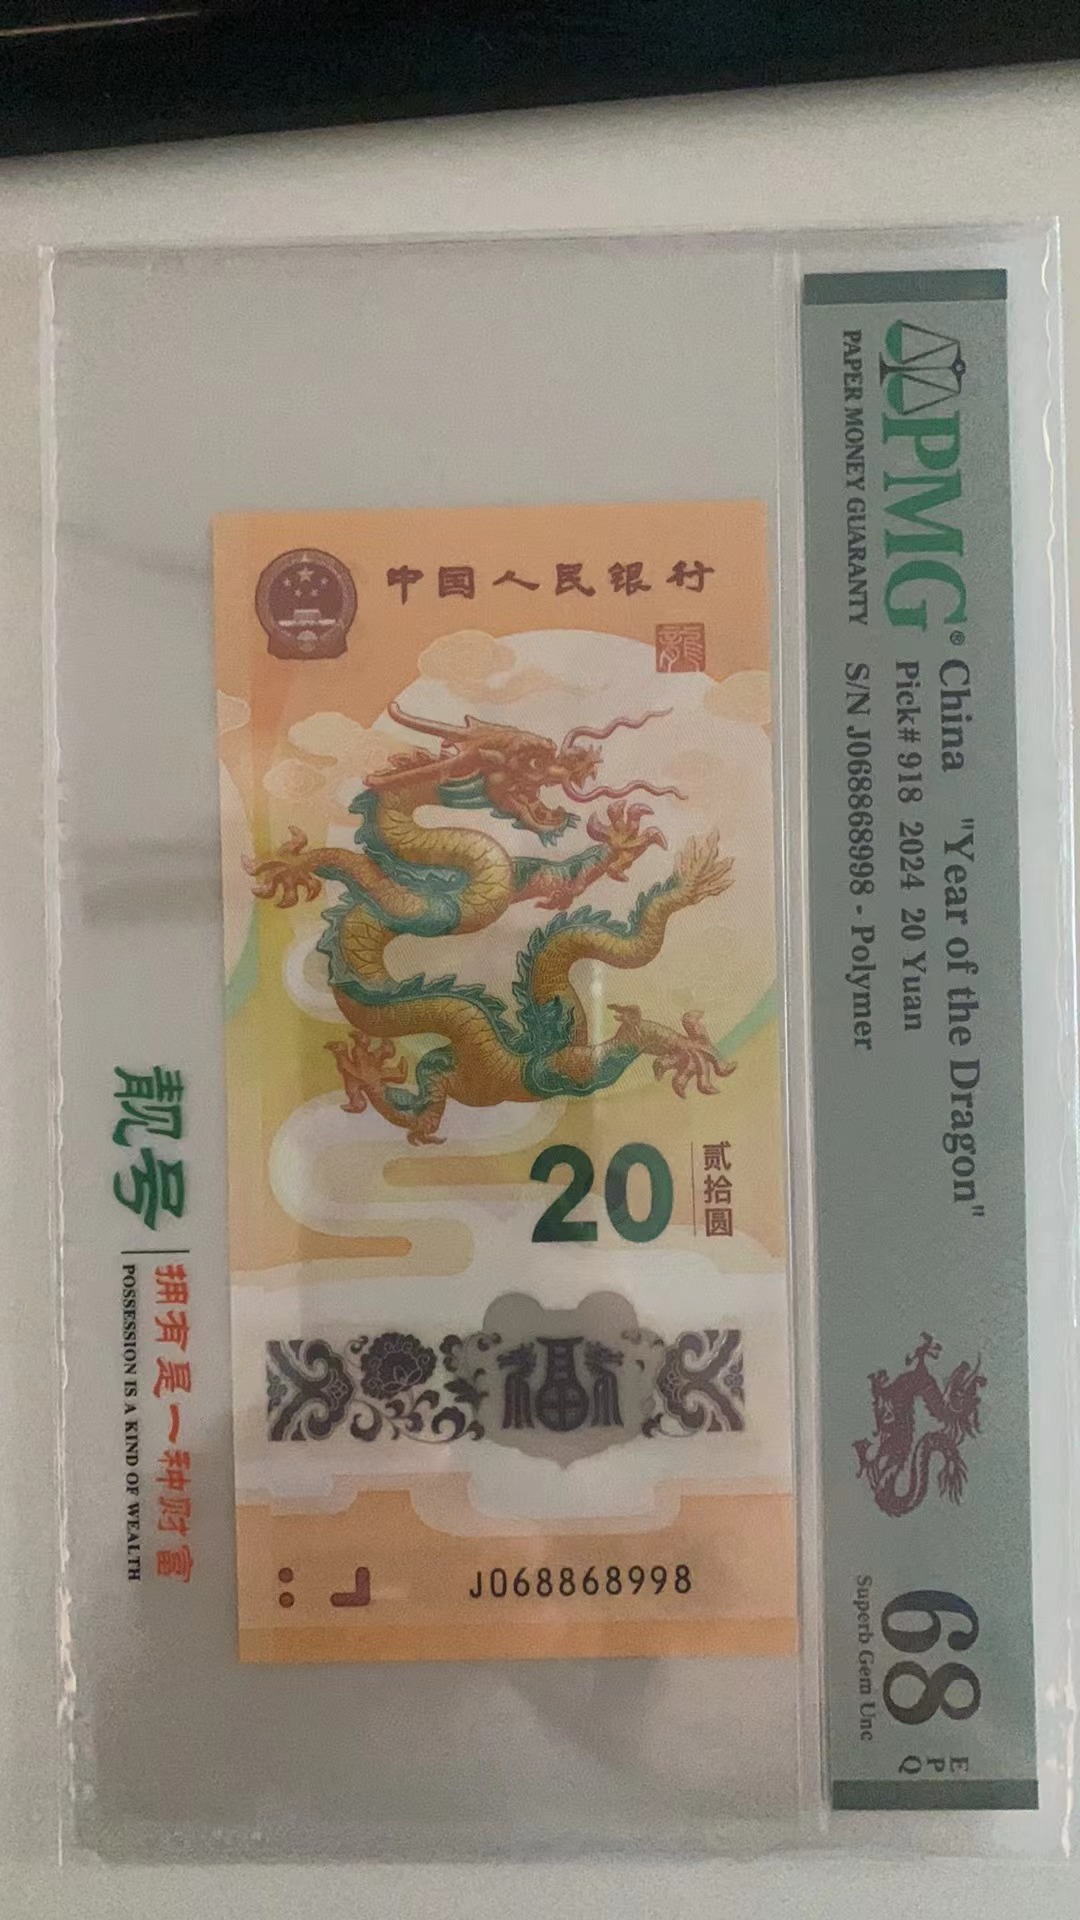 中国人民银行
龍
20
贰拾圆
福
J068868998
PMG®
PAPER MONEY GUARANTY
China "Year of the Dragon"
Pick# 918 2024 20 Yuan
S/N J068868998 - Polymer
68
EPQ
Superb Gem Unc
靓号
拥有是一种财富
POSSESSION IS A KIND OF WEALTH